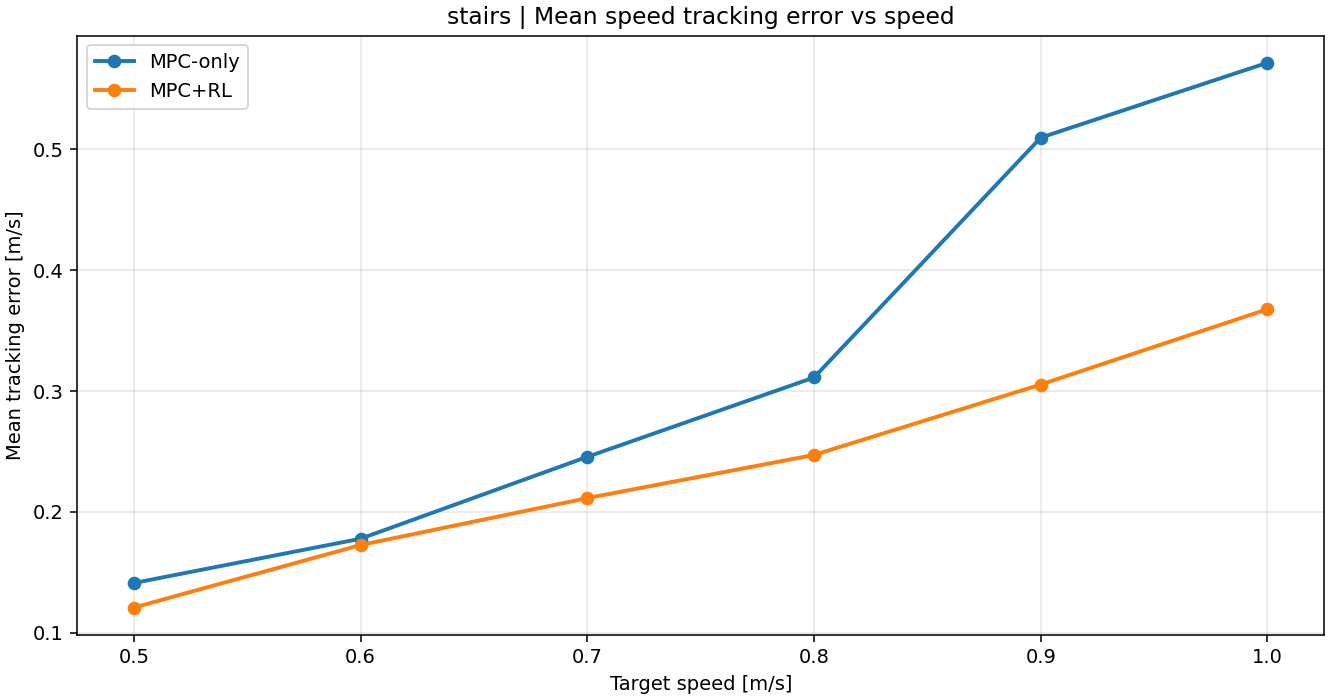 stairs | Mean speed tracking error vs speed
MPC-only
MPC+RL
Mean tracking error [m/s]
0.5
0.4
0.3
0.2
0.1
0.5 0.6 0.7 0.8 0.9 1.0
Target speed [m/s]